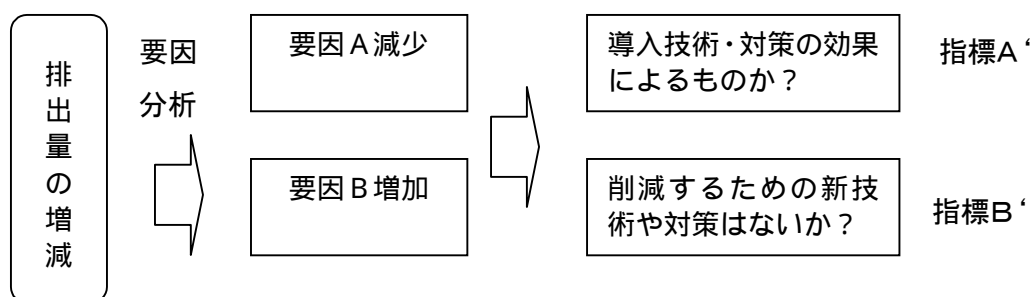 排出量の増減
要因
分析
要因A減少
要因B増加
導入技術・対策の効果
によるものか？
削減するための新技
術や対策はないか？
指標A‘
指標B‘